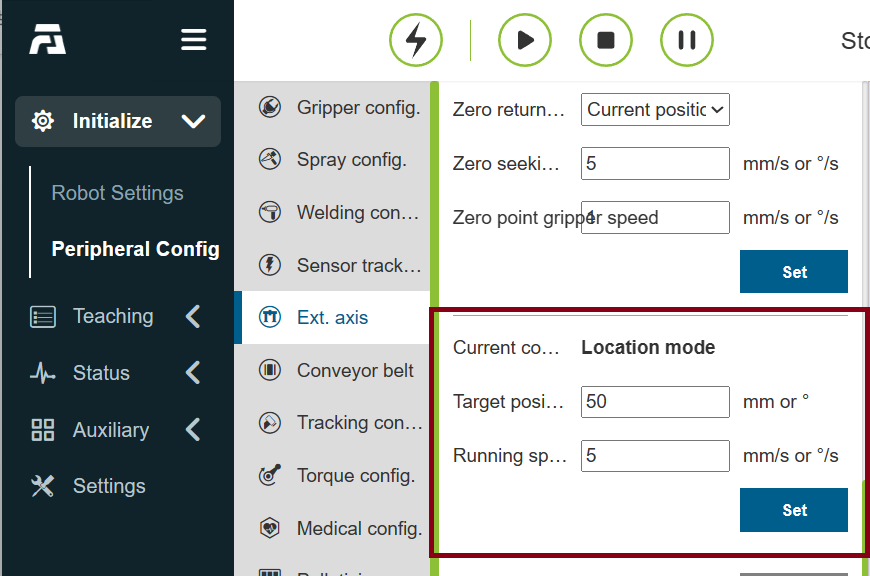 Sto
Initialize
Robot Settings
Peripheral Config
Teaching
Status
Auxiliary
Settings
Gripper config.
Spray config.
Welding con…
Sensor track…
Ext. axis
Conveyor belt
Tracking con…
Torque config.
Medical config.
Zero return… Current positic
Zero seeki… 5 mm/s or °/s
Zero point gripper speed 1 mm/s or °/s
Set
Current co… Location mode
Target posi… 50 mm or °
Running sp… 5 mm/s or °/s
Set